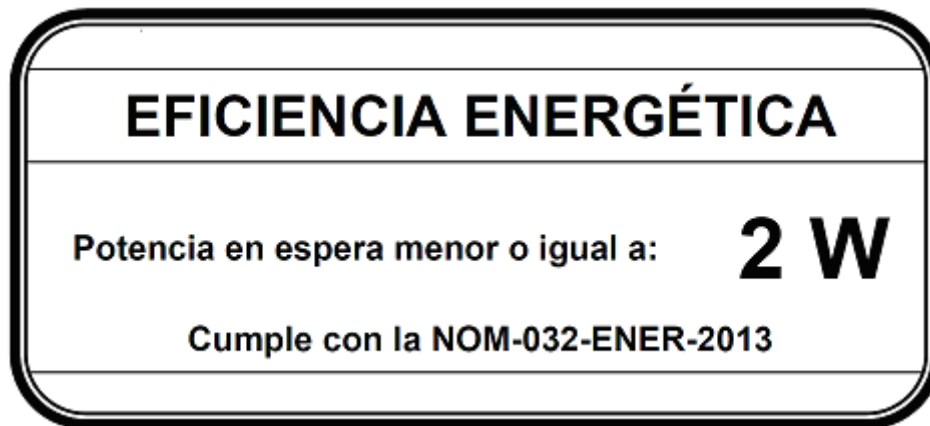 EFICIENCIA ENERGÉTICA
Potencia en espera menor o igual a: 2 W
Cumple con la NOM-032-ENER-2013